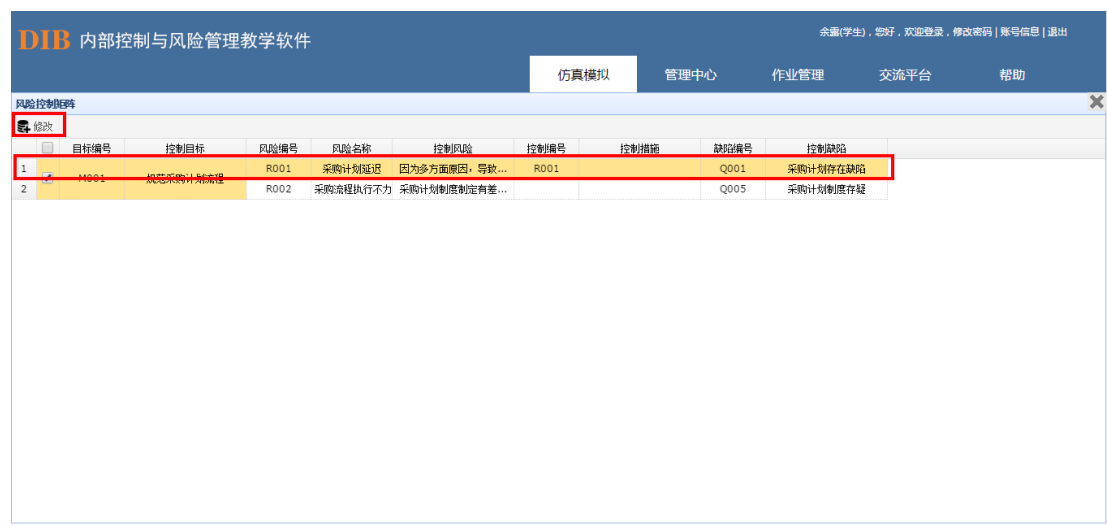 DIB 内部控制与风险管理教学软件
余露(学生)，您好，欢迎登录，修改密码|账号信息|退出
仿真模拟 管理中心 作业管理 交流平台 帮助
风险控制矩阵
修改
目标编号 控制目标 风险编号 风险名称 控制风险 控制编号 控制措施 缺陷编号 控制缺陷
1 M001 规范采购计划流程 R001 采购计划延迟 因为多方面原因，导致... R001 Q001 采购计划存在缺陷
2 R002 采购流程执行不力 采购计划制度制定有差... Q005 采购计划制度存疑